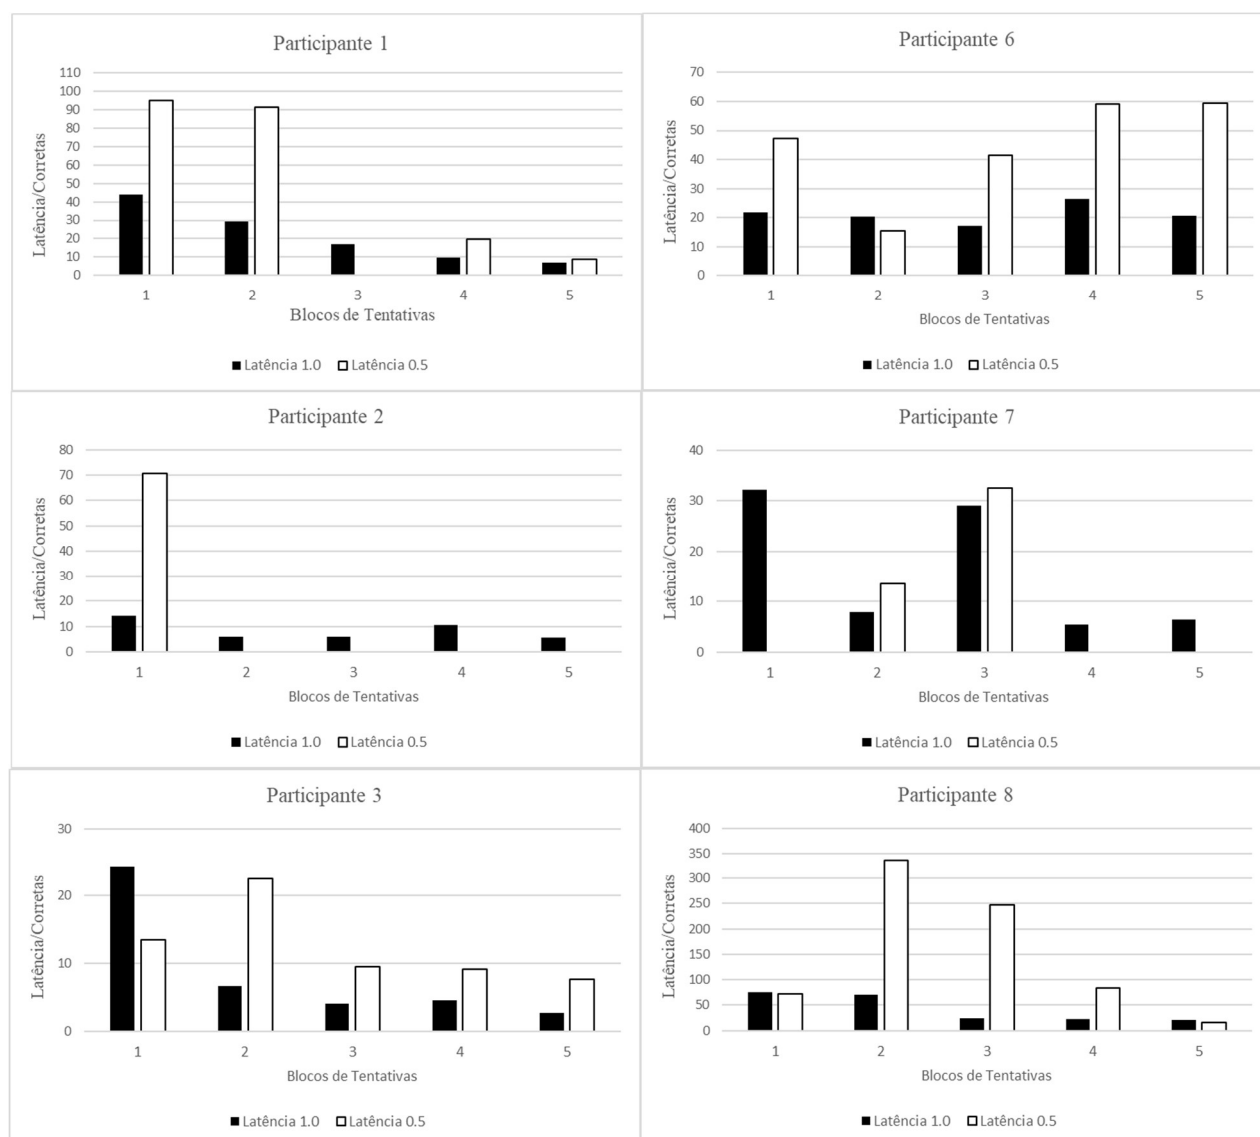 Participante 1
Latência/Corretas
110
100
90
80
70
60
50
40
30
20
10
0
1 2 3 4 5
Blocos de Tentativas
Latência 1.0 Latência 0.5
Participante 6
Latência/Corretas
70
60
50
40
30
20
10
0
1 2 3 4 5
Blocos de Tentativas
Latência 1.0 Latência 0.5
Participante 2
Latência/Corretas
80
70
60
50
40
30
20
10
0
1 2 3 4 5
Blocos de Tentativas
Latência 1.0 Latência 0.5
Participante 7
Latência/Corretas
40
30
20
10
0
1 2 3 4 5
Blocos de Tentativas
Latência 1.0 Latência 0.5
Participante 3
Latência/Corretas
30
20
10
0
1 2 3 4 5
Blocos de Tentativas
Latência 1.0 Latência 0.5
Participante 8
Latência/Corretas
400
350
300
250
200
150
100
50
0
1 2 3 4 5
Blocos de Tentativas
Latência 1.0 Latência 0.5